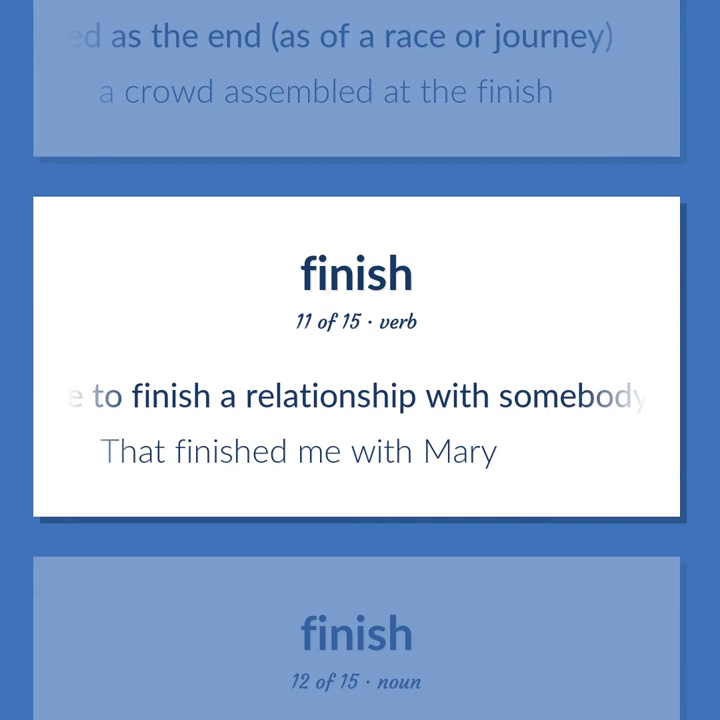 ed as the end (as of a race or journey)
a crowd assembled at the finish
finish
11 of 15 · verb
e to finish a relationship with somebody
That finished me with Mary
finish
12 of 15 · noun